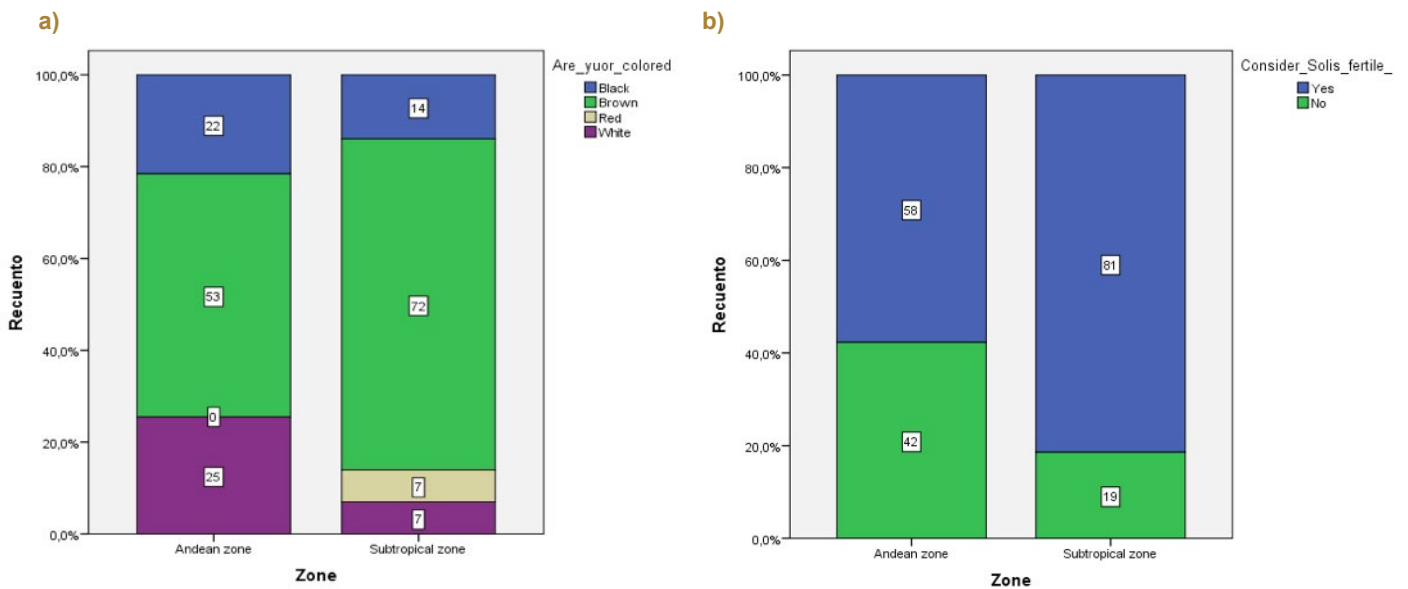 a)
Are_yuor_colored
Black
Brown
Red
White
100,0%
80,0%
60,0%
40,0%
20,0%
0,0%
Recuento
22
53
0
25
14
72
7
7
Andean zone
Subtropical zone
Zone
b)
Consider_Solis_fertile_
Yes
No
100,0%
80,0%
60,0%
40,0%
20,0%
0,0%
Recuento
58
42
81
19
Andean zone
Subtropical zone
Zone